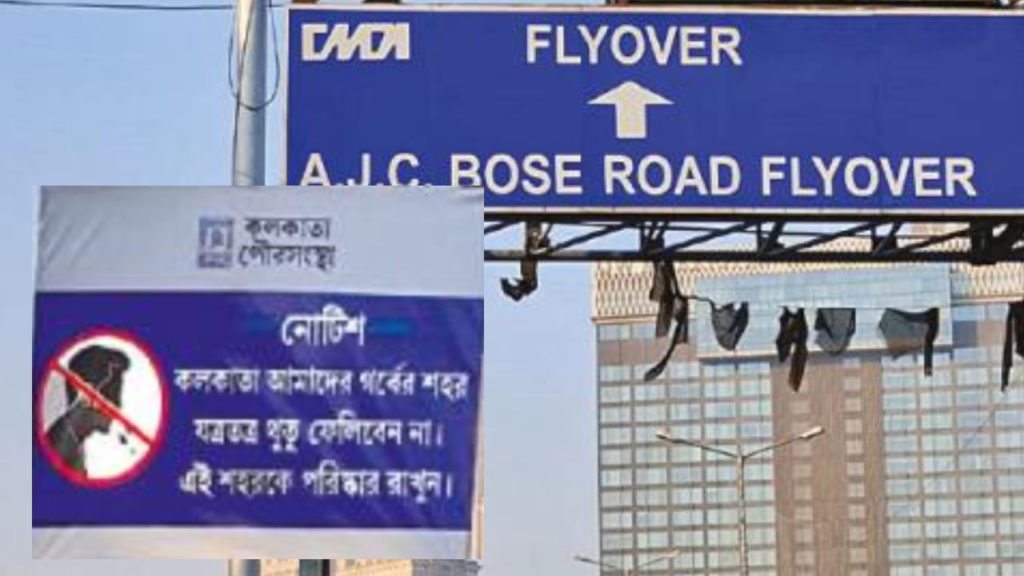 CMDA
FLYOVER
A.J.C. BOSE ROAD FLYOVER
কলকাতা
পৌরসংস্থা
নোটিশ
কলকাতা আমাদের গর্বের শহর
যত্রতত্র থুতু ফেলিবেন না।
এই শহরকে পরিস্কার রাখুন।